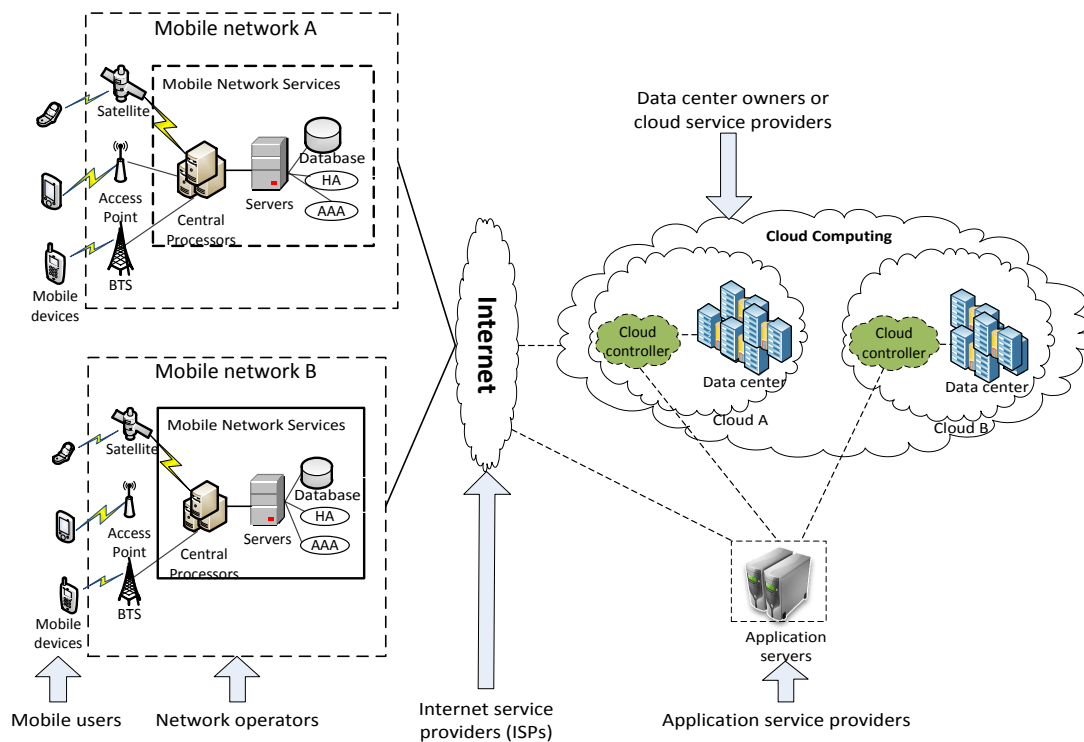 Mobile network A
Mobile Network Services
Satellite
Database
HA
AAA
Servers
Access
Point
Central
Processors
BTS
Mobile
devices
Mobile network B
Mobile Network Services
Satellite
Database
HA
AAA
Servers
Access
Point
Central
Processors
BTS
Mobile
devices
Mobile users
Network operators
Internet
Internet service
providers (ISPs)
Data center owners or
cloud service providers
Cloud Computing
Cloud
controller
Data center
Cloud A
Cloud
controller
Data center
Cloud B
Application
servers
Application service providers